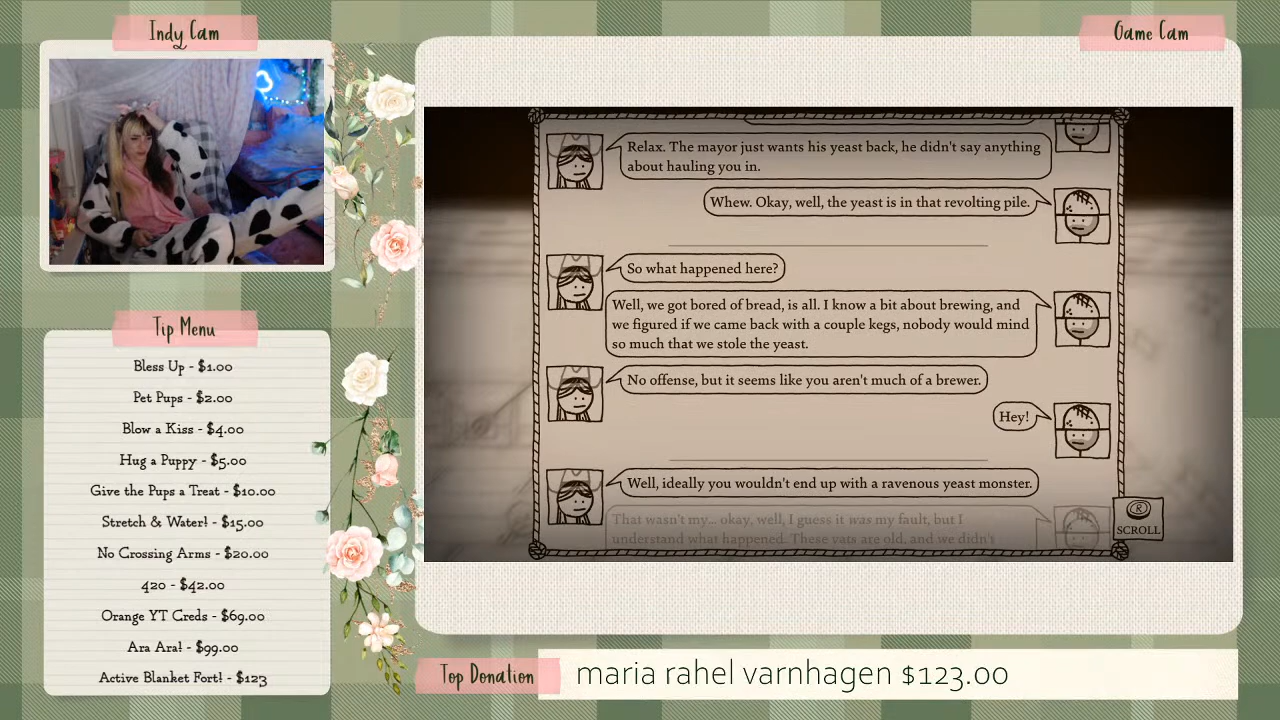 Indy Cam
Game Cam
Relax. The mayor just wants his yeast back, he didn't say anything
about hauling you in.
Whew. Okay, well, the yeast is in that revolting pile.
So what happened here?
Well, we got bored of bread, is all. I know a bit about brewing, and
we figured if we came back with a couple kegs, nobody would mind
so much that we stole the yeast.
No offense, but it seems like you aren't much of a brewer.
Hey!
Well, ideally you wouldn't end up with a ravenous yeast monster.
That wasn't my... okay, well, I guess it was my fault, but I
understand what happened. These vats are old, and we didn't
R
SCROLL
Tip Menu
Bless Up - $1.00
Pet Pups - $2.00
Blow a Kiss - $4.00
Hug a Puppy - $5.00
Give the Pups a Treat - $10.00
Stretch & Water! - $15.00
No Crossing Arms - $20.00
420 - $42.00
Orange YT Creds - $69.00
Ara Ara! - $99.00
Active Blanket Fort! - $123
Top Donation
maria rahel varnhagen $123.00